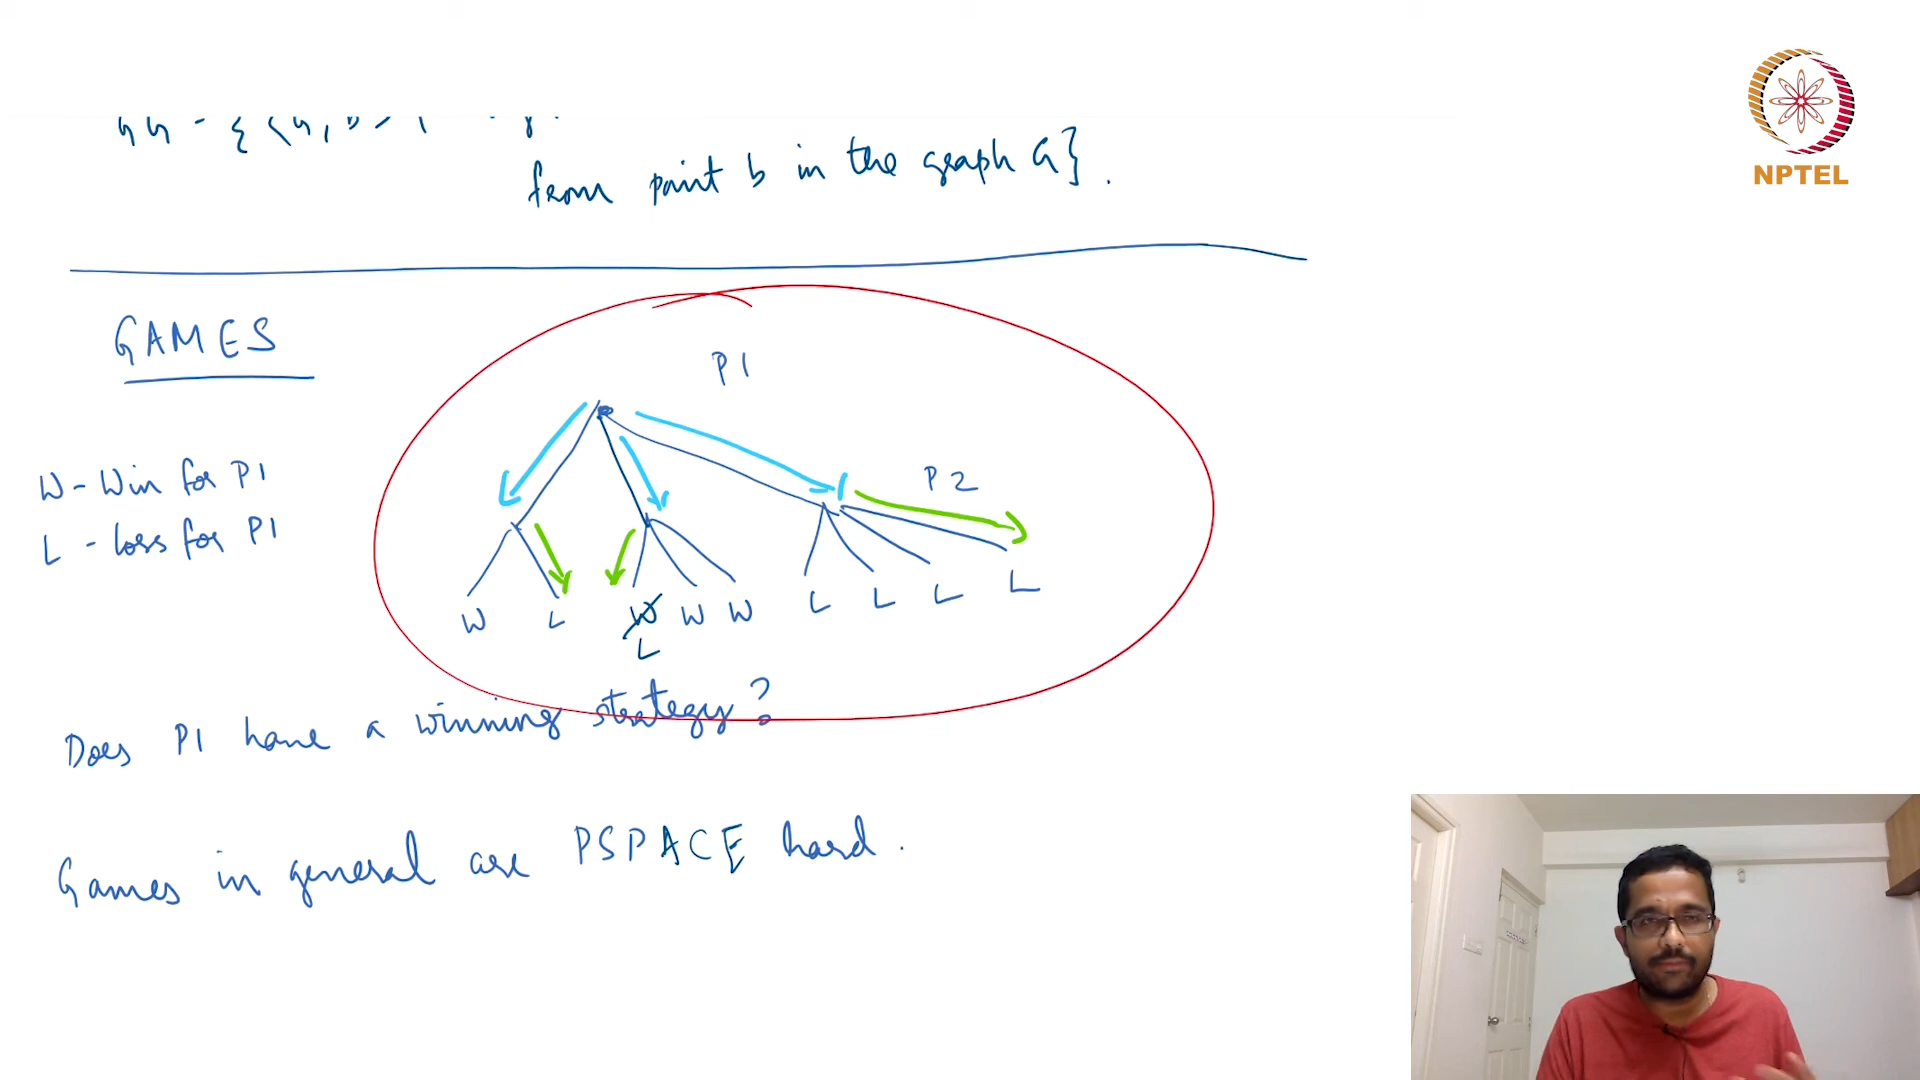 NPTEL
from point b in the graph G}.
GAMES
P1
W - Win for P1
L - loss for P1
P2
W L W W W L L L L
L
Does P1 have a winning strategy?
Games in general are PSPACE hard.